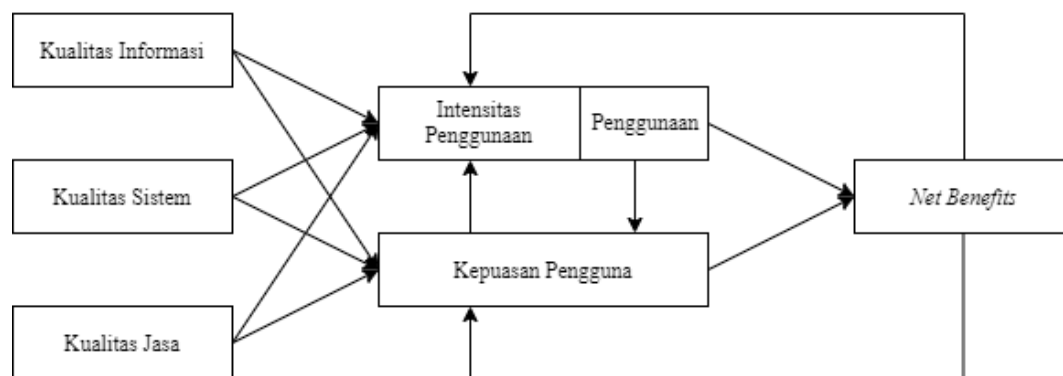 Kualitas Informasi
Intensitas
Penggunaan
Penggunaan
Kualitas Sistem
Net Benefits
Kepuasan Pengguna
Kualitas Jasa